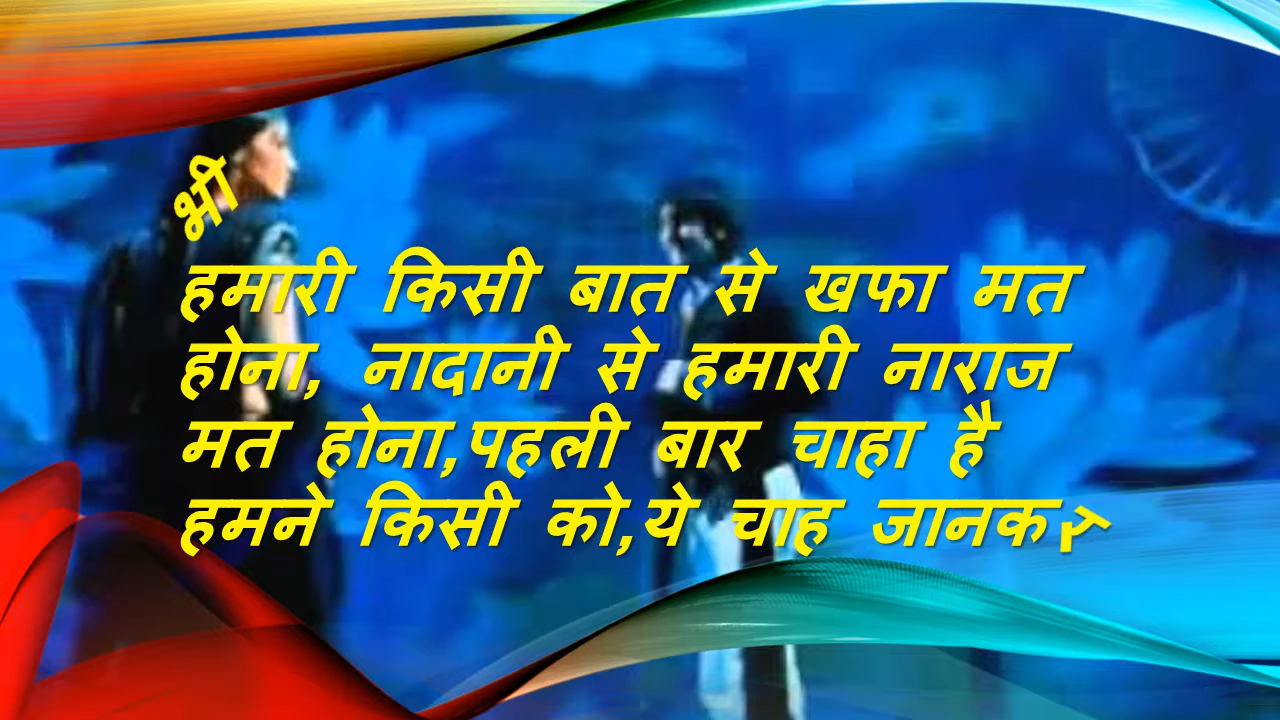 भी
हमारी किसी बात से खफा मत
होना, नादानी से हमारी नाराज
मत होना,पहली बार चाहा है
हमने किसी को,ये चाह जानकर